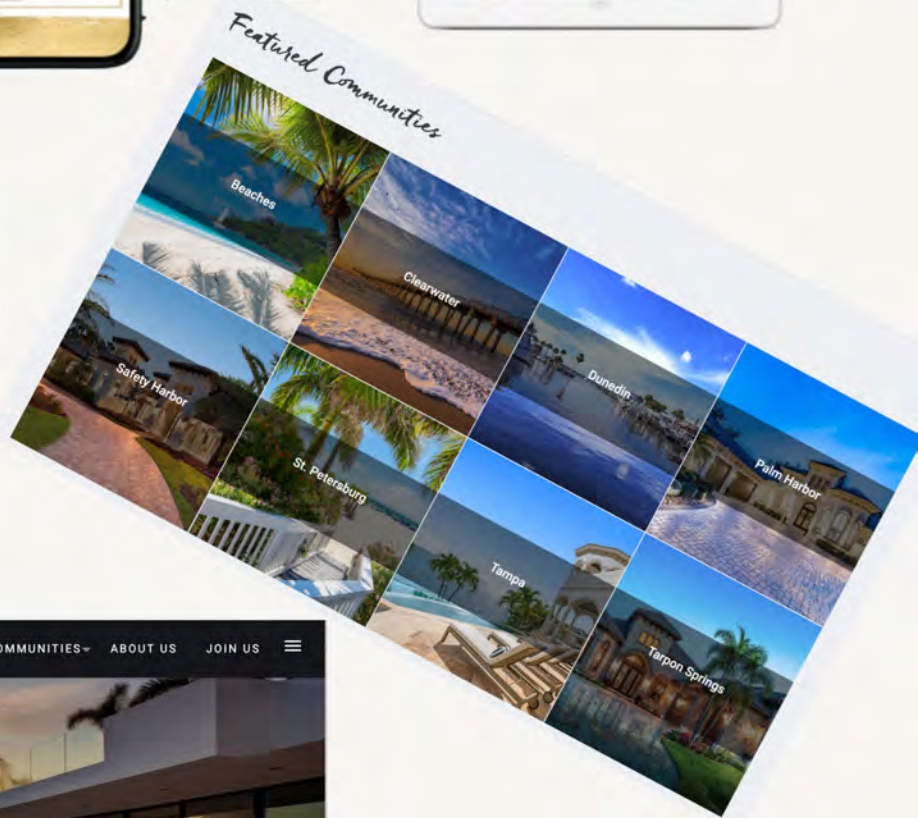 Featured Communities
Beaches
Clearwater
Dunedin
Palm Harbor
Safety Harbor
St. Petersburg
Tampa
Tarpon Springs
OMMUNITIES ABOUT US JOIN US